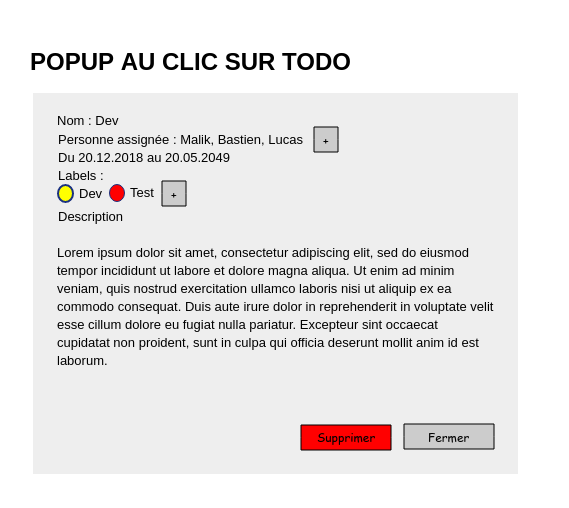 POPUP AU CLIC SUR TODO
Nom : Dev
Personne assignée : Malik, Bastien, Lucas +
Du 20.12.2018 au 20.05.2049
Labels :
Dev Test +
Description
Lorem ipsum dolor sit amet, consectetur adipiscing elit, sed do eiusmod
tempor incididunt ut labore et dolore magna aliqua. Ut enim ad minim
veniam, quis nostrud exercitation ullamco laboris nisi ut aliquip ex ea
commodo consequat. Duis aute irure dolor in reprehenderit in voluptate velit
esse cillum dolore eu fugiat nulla pariatur. Excepteur sint occaecat
cupidatat non proident, sunt in culpa qui officia deserunt mollit anim id est
laborum.
Supprimer Fermer